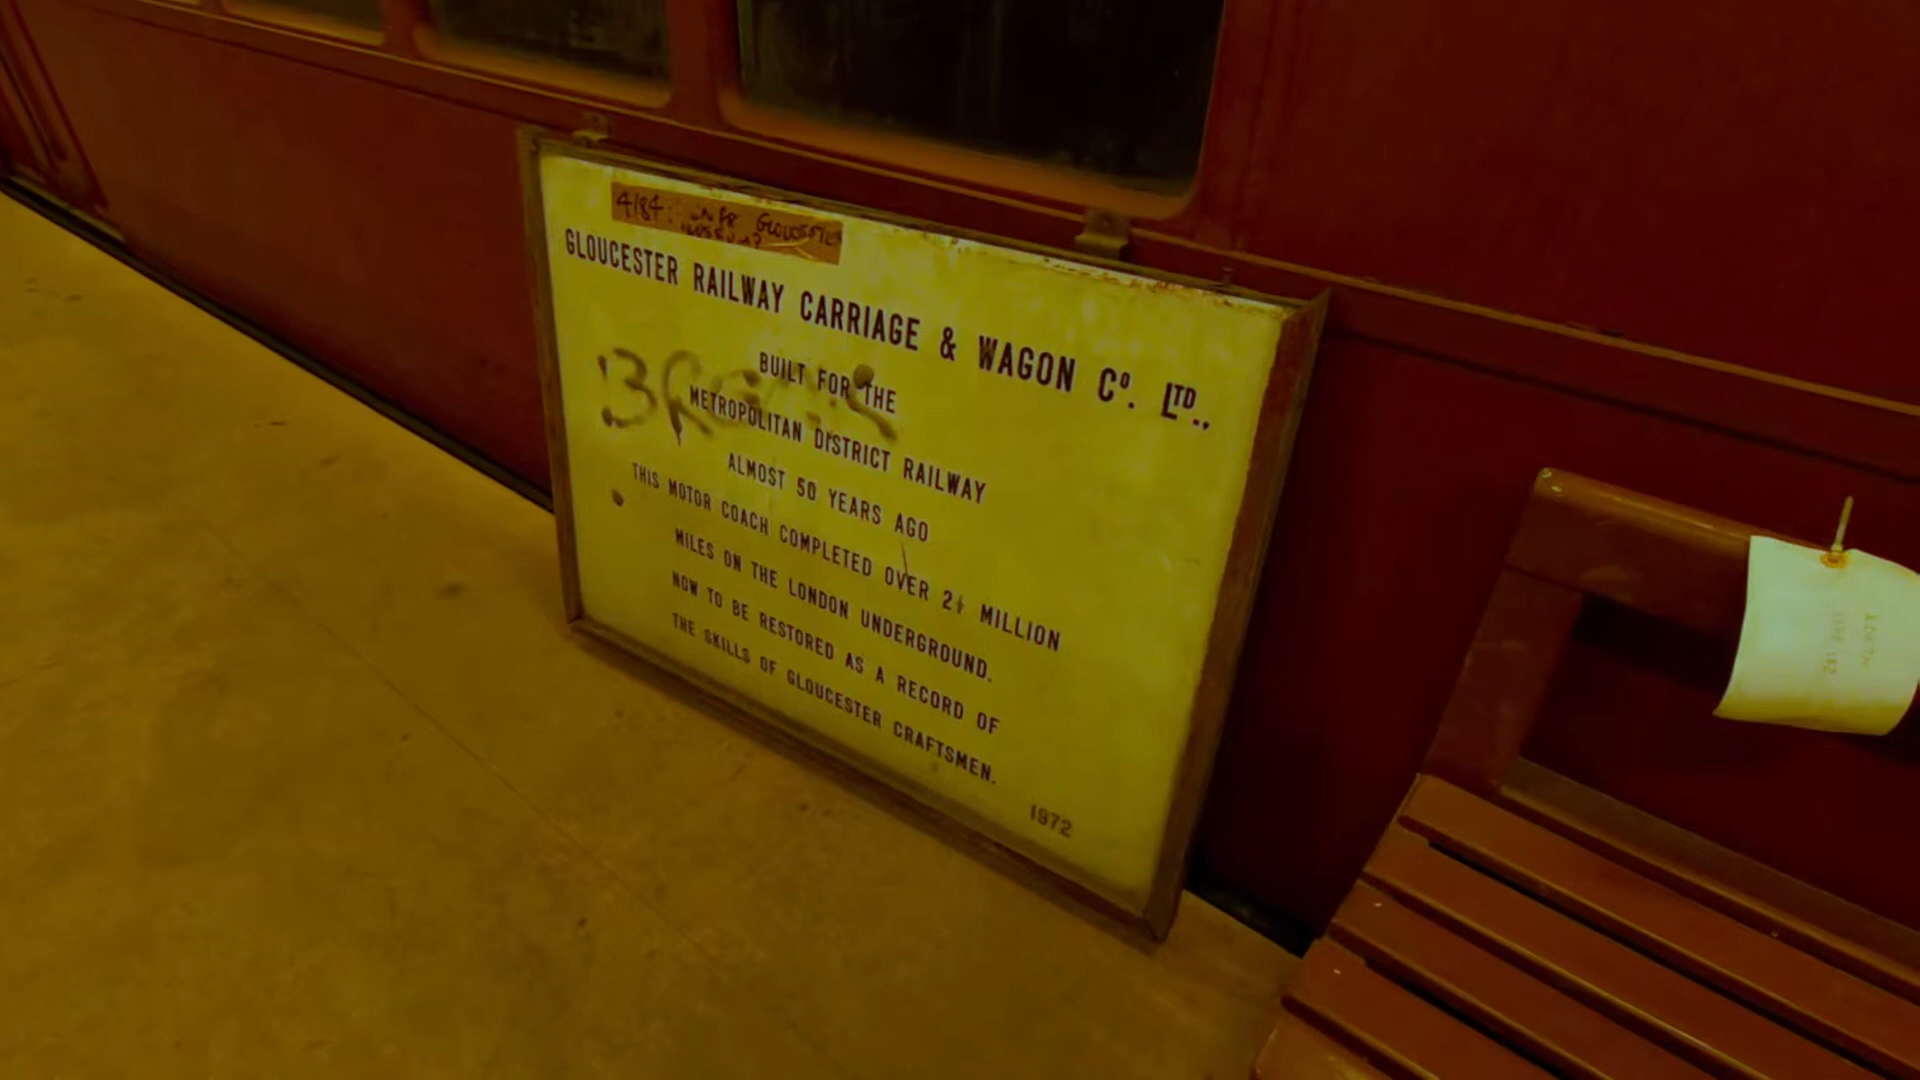 4/84:
GLOUCESTER RAILWAY CARRIAGE & WAGON Cº. LTD.,
BUILT FOR THE
METROPOLITAN DISTRICT RAILWAY
ALMOST 50 YEARS AGO
THIS MOTOR COACH COMPLETED OVER 2½ MILLION
MILES ON THE LONDON UNDERGROUND.
NOW TO BE RESTORED AS A RECORD OF
THE SKILLS OF GLOUCESTER CRAFTSMEN.
1972